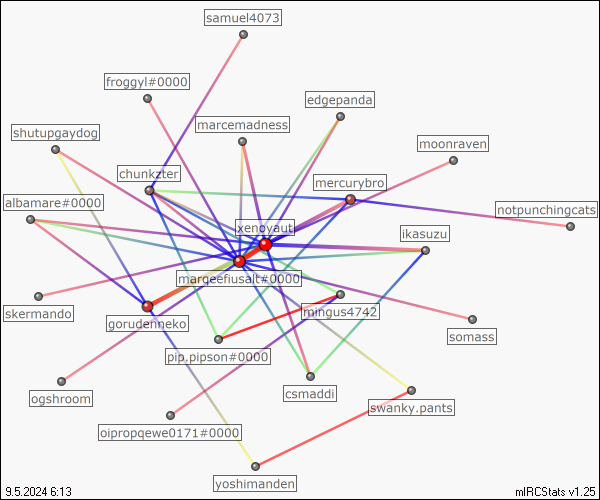 samuel4073
froggyl#0000
edgepanda
marcemadness
shutupgaydog
moonraven
chunkzter
mercurybro
albamare#0000
notpunchingcats
xenoyaut
ikasuzu
margeefiusalt#0000
skermando
mingus4742
gorudenneko
somass
pip.pipson#0000
csmaddi
ogshroom
swanky.pants
oipropqewe0171#0000
yoshimanden
9.5.2024 6:13
mIRCStats v1.25